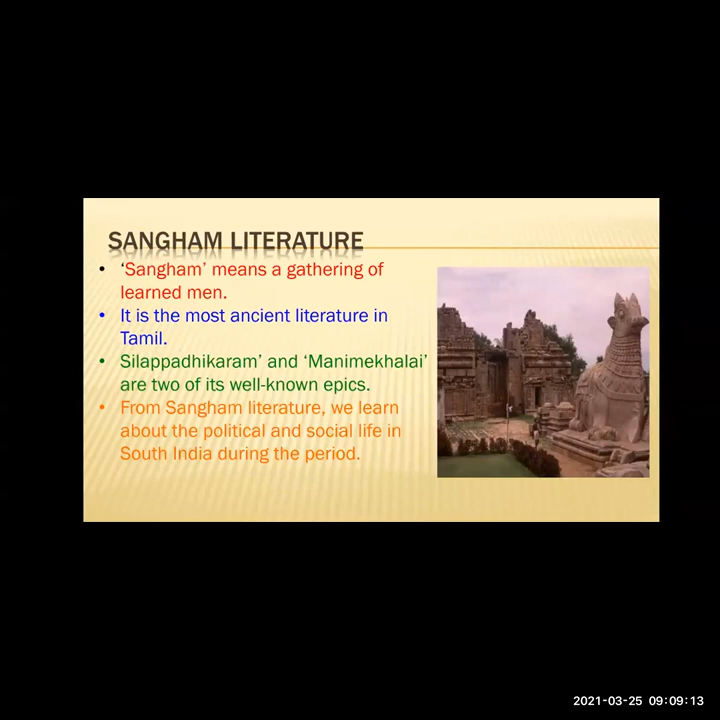 SANGHAM LITERATURE
• ‘Sangham’ means a gathering of
learned men.
• It is the most ancient literature in
Tamil.
• Silappadhikaram’ and ‘Manimekhalai’
are two of its well-known epics.
• From Sangham literature, we learn
about the political and social life in
South India during the period.
2021-03-25 09:09:13